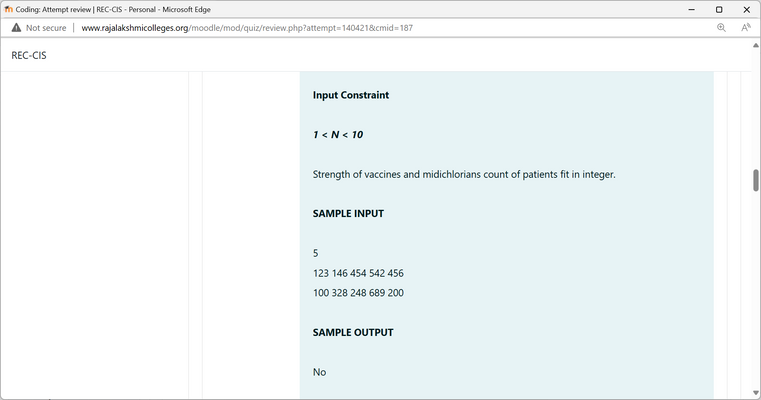 Coding: Attempt review | REC-CIS - Personal - Microsoft Edge
Not secure | www.rajalakshmicolleges.org/moodle/mod/quiz/review.php?attempt=140421&cmid=187
REC-CIS
Input Constraint
1 < N < 10
Strength of vaccines and midichlorians count of patients fit in integer.
SAMPLE INPUT
5
123 146 454 542 456
100 328 248 689 200
SAMPLE OUTPUT
No